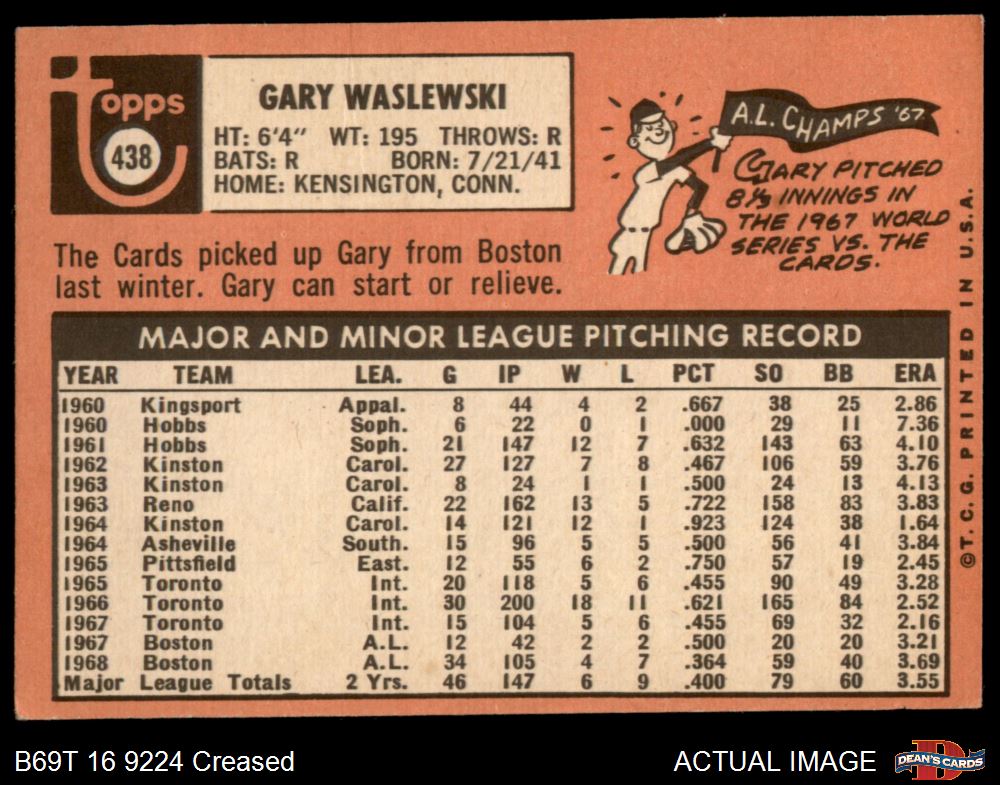 Topps
438
GARY WASLEWSKI
HT: 6'4" WT: 195 THROWS: R
BATS: R BORN: 7/21/41
HOME: KENSINGTON, CONN.
The Cards picked up Gary from Boston
last winter. Gary can start or relieve.
A.L. CHAMPS '67
GARY PITCHED
8⅓ INNINGS IN
THE 1967 WORLD
SERIES VS. THE
CARDS.
MAJOR AND MINOR LEAGUE PITCHING RECORD
YEAR TEAM LEA. G IP W L PCT SO BB ERA
1960 Kingsport Appal. 8 44 4 2 .667 38 25 2.86
1960 Hobbs Soph. 6 22 0 1 .000 29 11 7.36
1961 Hobbs Soph. 21 147 12 7 .632 143 63 4.10
1962 Kinston Carol. 27 127 7 8 .467 106 59 3.76
1963 Kinston Carol. 8 24 1 1 .500 24 13 4.13
1963 Reno Calif. 22 162 13 5 .722 158 83 3.83
1964 Kinston Carol. 14 121 12 1 .923 124 38 1.64
1964 Asheville South. 15 96 5 5 .500 56 41 3.84
1965 Pittsfield East. 12 55 6 2 .750 57 19 2.45
1965 Toronto Int. 20 118 5 6 .455 90 49 3.28
1966 Toronto Int. 30 200 18 11 .621 165 84 2.52
1967 Toronto Int. 15 104 5 6 .455 69 32 2.16
1967 Boston A.L. 12 42 2 2 .500 20 20 3.21
1968 Boston A.L. 34 105 4 7 .364 59 40 3.69
Major League Totals 2 Yrs. 46 147 6 9 .400 79 60 3.55
©T.C.G. PRINTED IN U.S.A.
B69T 16 9224 Creased
ACTUAL IMAGE
D
DEAN'S CARDS